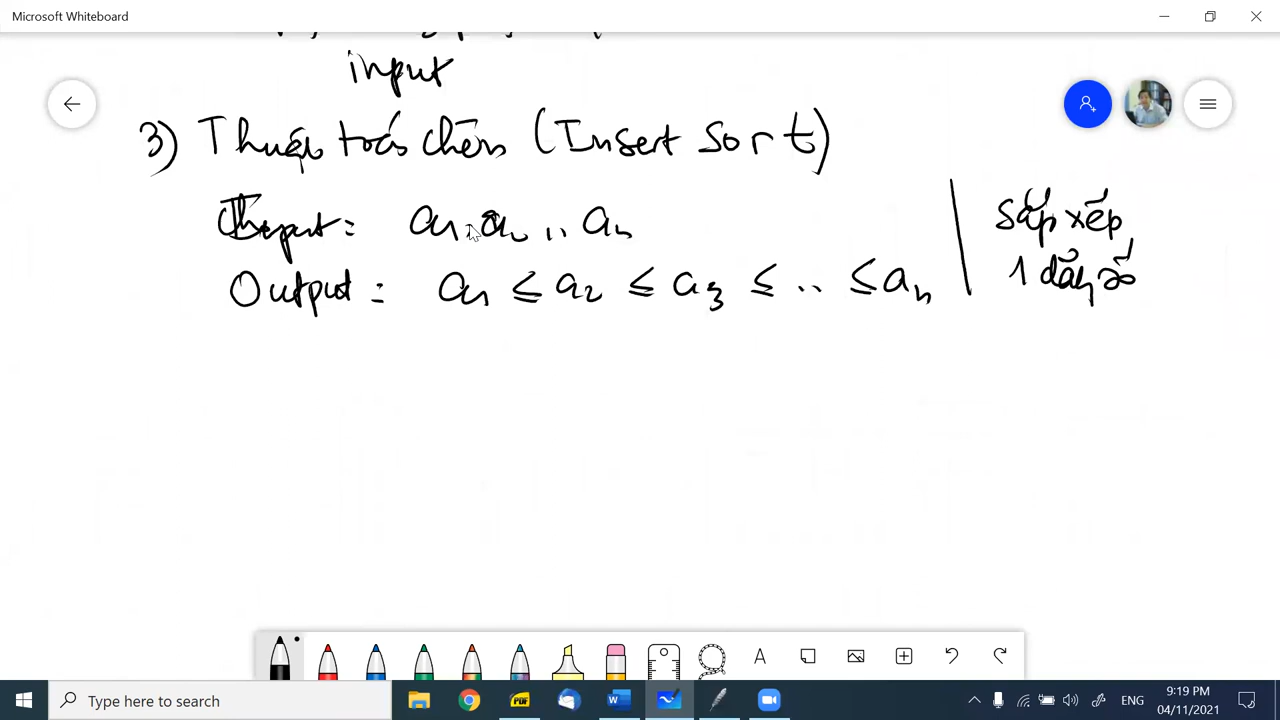 Microsoft Whiteboard
input
3) Thuật toán chèn (Insert Sort)
Input: a1, a2, .. an
Output: a1 ≤ a2 ≤ a3 ≤ .. ≤ an
Sắp xếp
1 dãy số
Type here to search
ENG
9:19 PM
04/11/2021